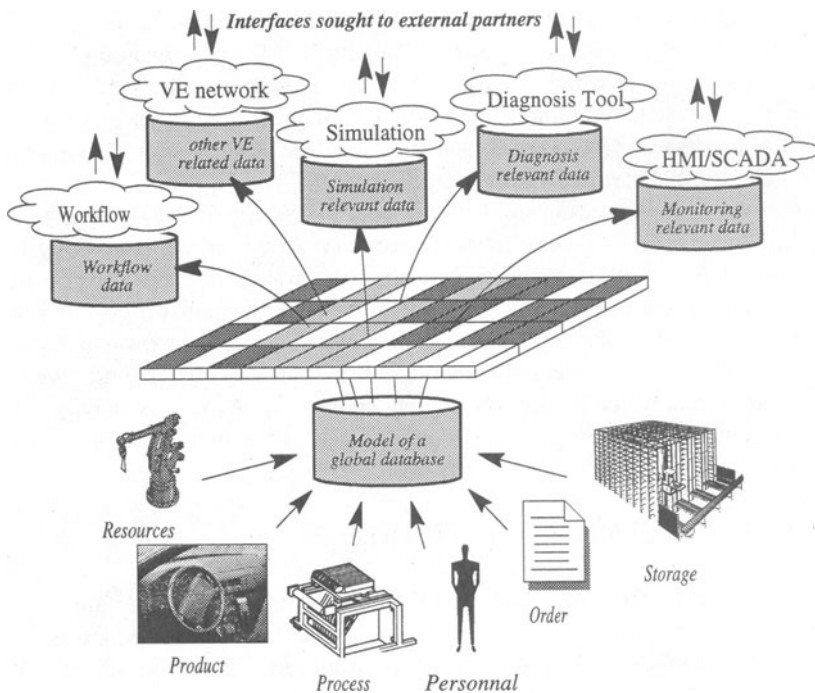 Interfaces sought to external partners
VE network
other VE
related data
Simulation
Simulation
relevant data
Diagnosis Tool
Diagnosis
relevant data
HMI/SCADA
Monitoring
relevant data
Workflow
Workflow
data
Model of a
global database
Resources
Product
Process
Personnal
Order
Storage